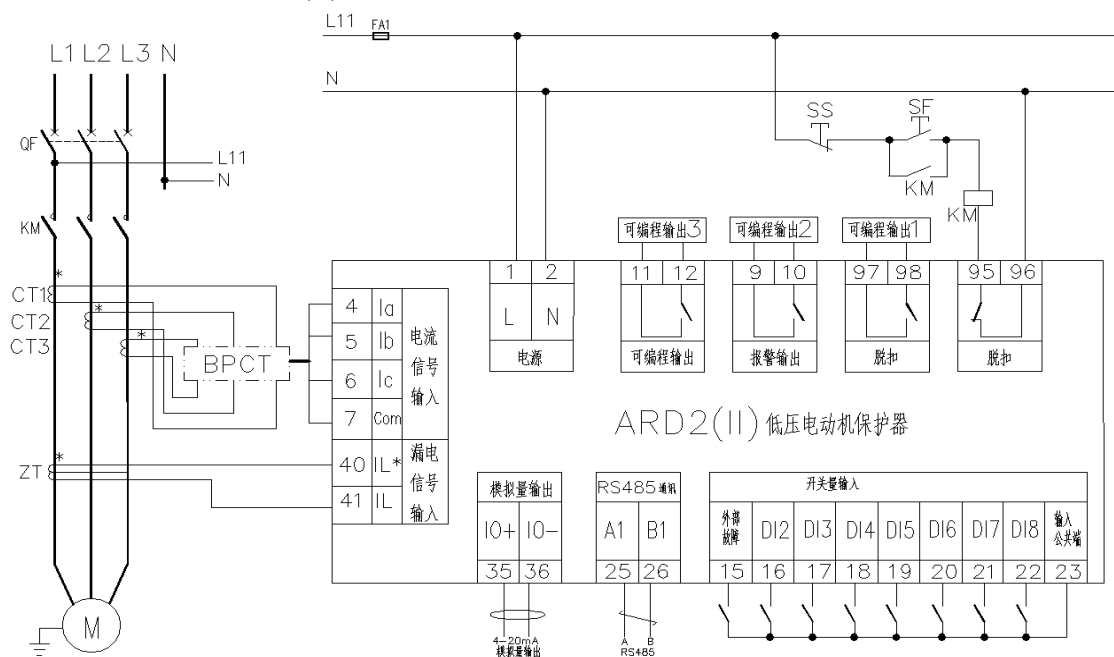 L11 FA1
N
L1 L2 L3 N
QF
L11
N
SS SF
KM
KM
KM
可编程输出3 可编程输出2 可编程输出1
1 2 11 12 9 10 97 98 95 96
L N
电源 可编程输出 报警输出 脱扣 脱扣
* CT1
* CT2
* CT3
BPCT
4 Ia
5 Ib
6 Ic
7 Com
电流
信号
输入
ARD2(II) 低压电动机保护器
* ZT
40 IL*
41 IL
漏电
信号
输入
模拟量输出 RS485通讯 开关量输入
IO+ IO- A1 B1 外部故障 DI2 DI3 DI4 DI5 DI6 DI7 DI8 输入公共端
35 36 25 26 15 16 17 18 19 20 21 22 23
4-20mA
模拟量输出
A B
RS485
M